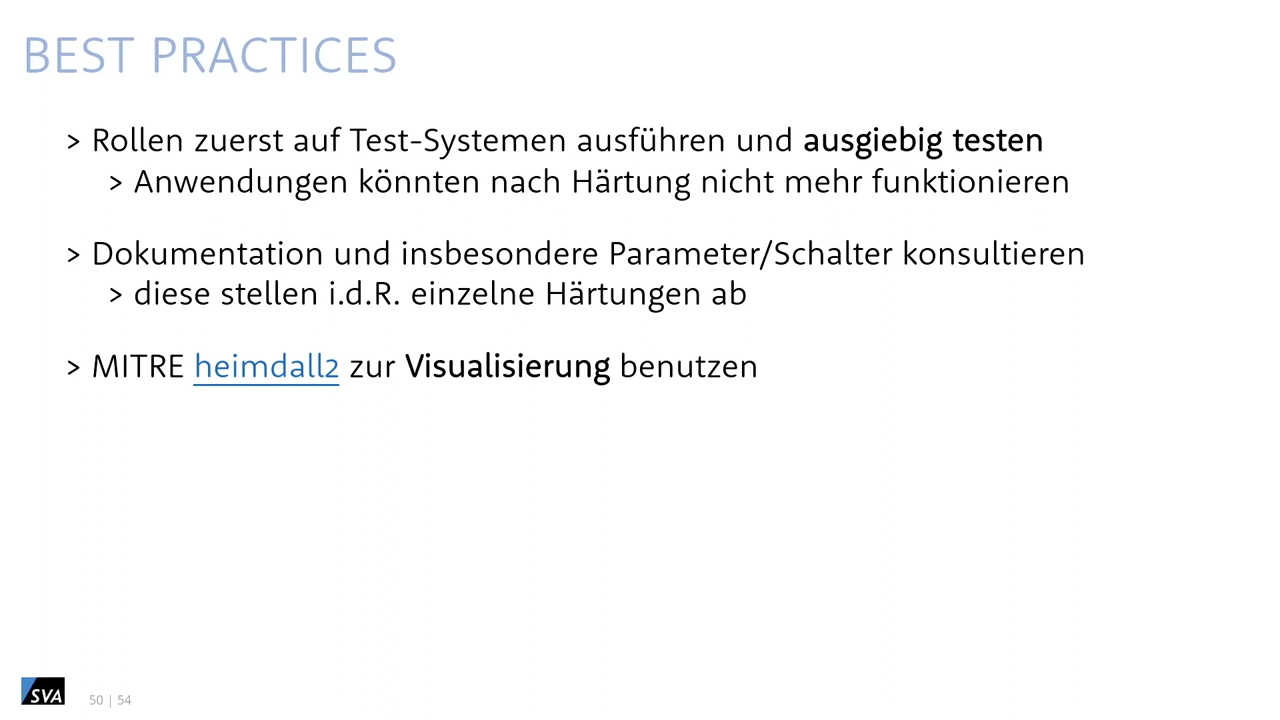 BEST PRACTICES
> Rollen zuerst auf Test-Systemen ausführen und ausgiebig testen
> Anwendungen könnten nach Härtung nicht mehr funktionieren
> Dokumentation und insbesondere Parameter/Schalter konsultieren
> diese stellen i.d.R. einzelne Härtungen ab
> MITRE heimdall2 zur Visualisierung benutzen
SVA
50 | 54